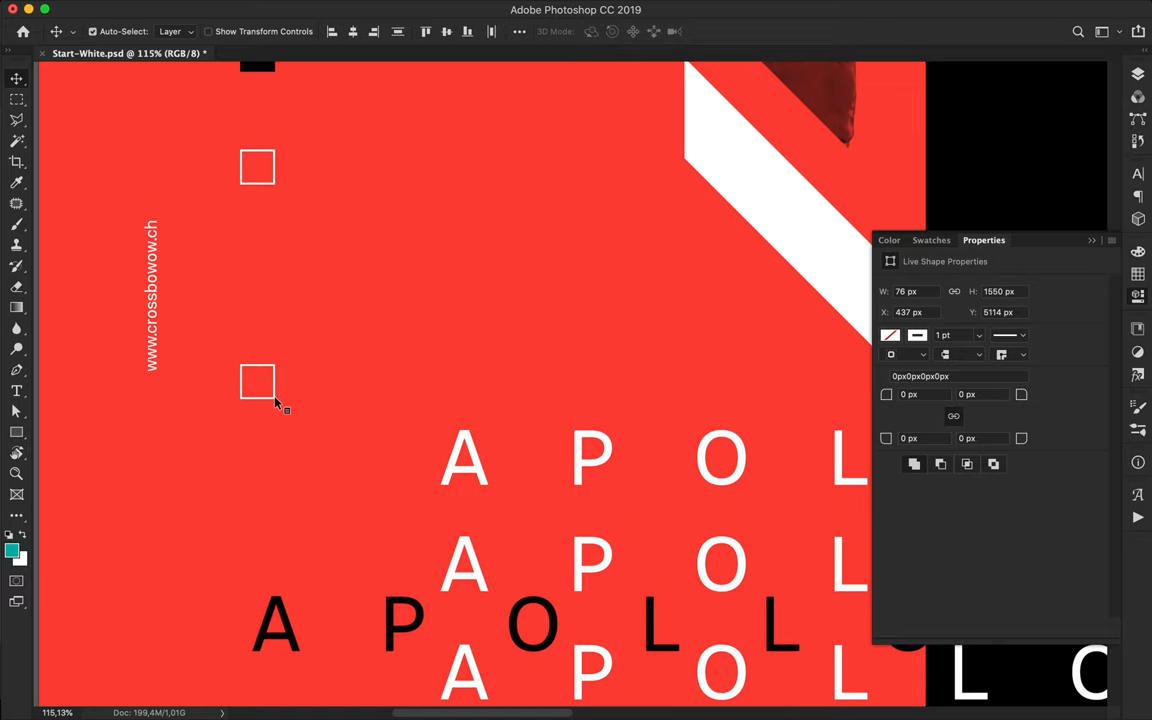 Adobe Photoshop CC 2019
Auto-Select: Layer Show Transform Controls 3D Mode:
Start-White.psd @ 115% (RGB/8) *
Color Swatches Properties
Live Shape Properties
W: 76 px H: 1550 px
X: 437 px Y: 5114 px
1 pt
0px0px0px0px
0 px 0 px
0 px 0 px
www.crossbowow.ch
A P O L
A P O L
A P O L L O
A P O L L O
115,13% Doc: 199,4M/1,01G